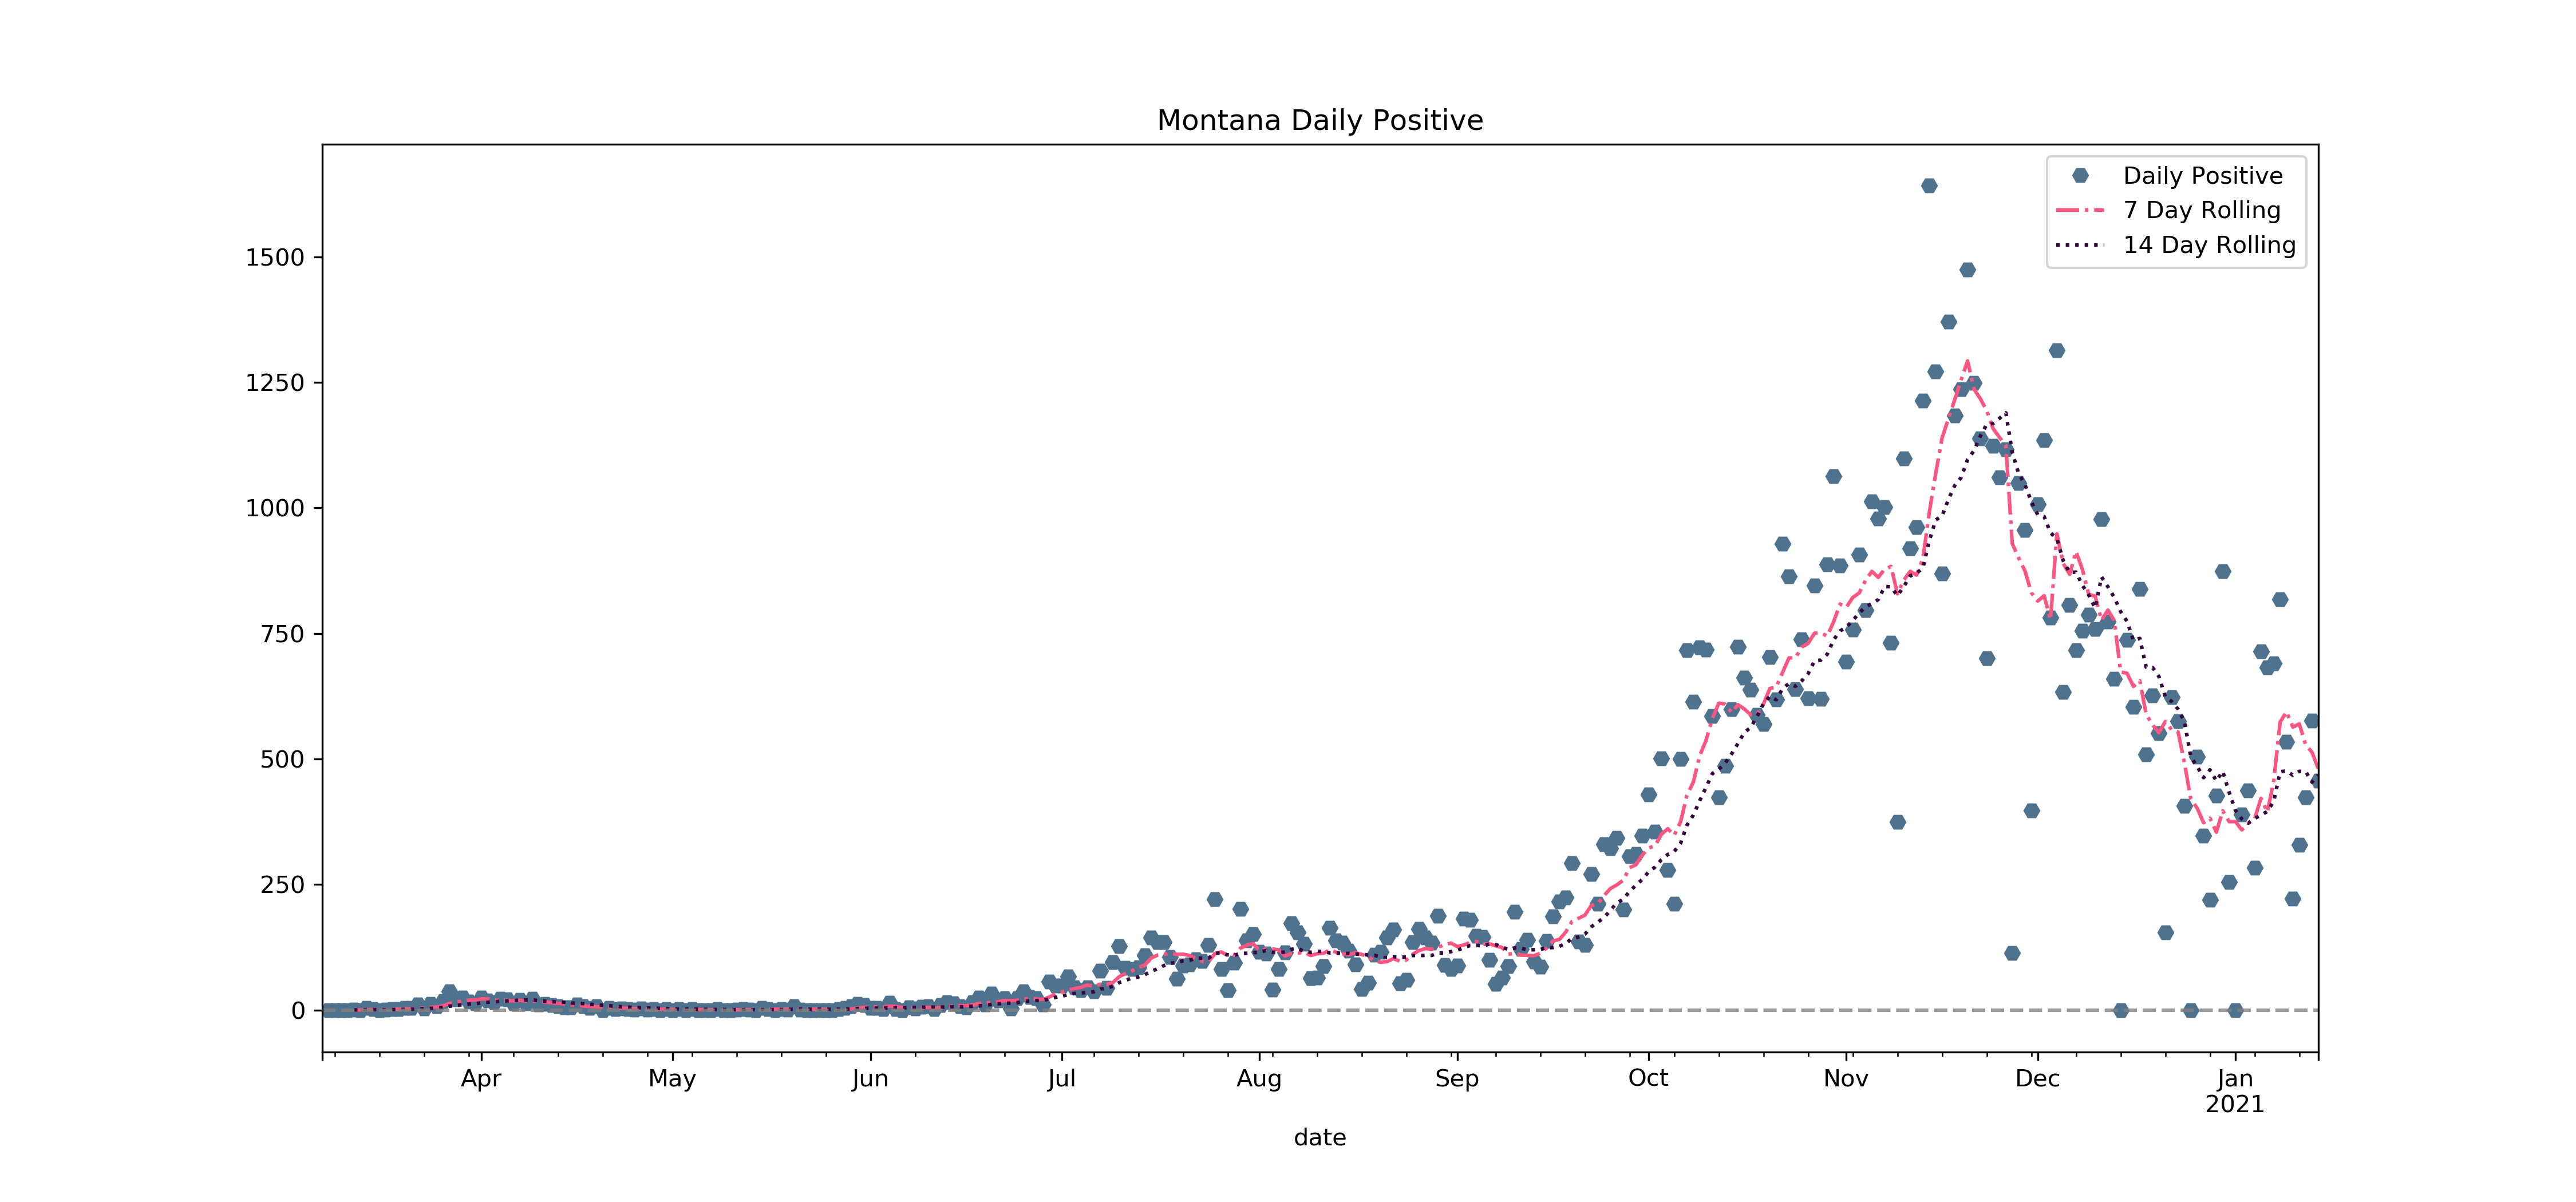 Montana Daily Positive
Daily Positive
7 Day Rolling
14 Day Rolling
1500
1250
1000
750
500
250
0
Apr May Jun Jul Aug Sep Oct Nov Dec Jan
2021
date